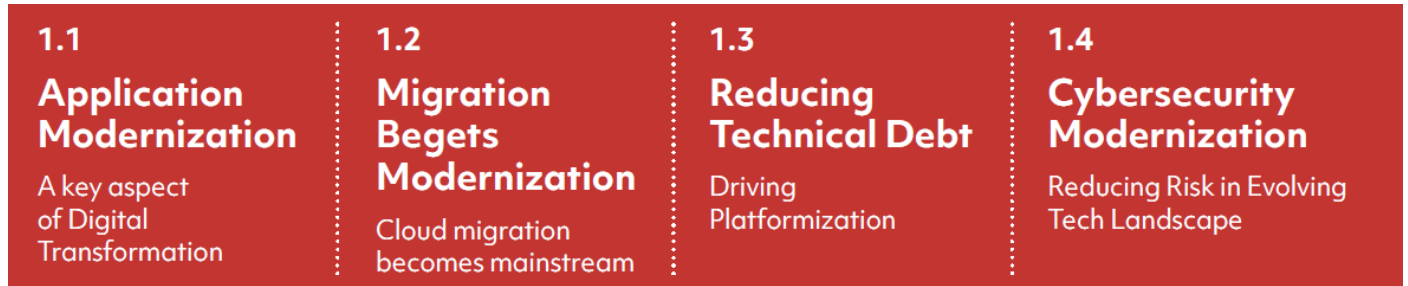 1.1
Application
Modernization
A key aspect
of Digital
Transformation
1.2
Migration
Begets
Modernization
Cloud migration
becomes mainstream
1.3
Reducing
Technical Debt
Driving
Platformization
1.4
Cybersecurity
Modernization
Reducing Risk in Evolving
Tech Landscape